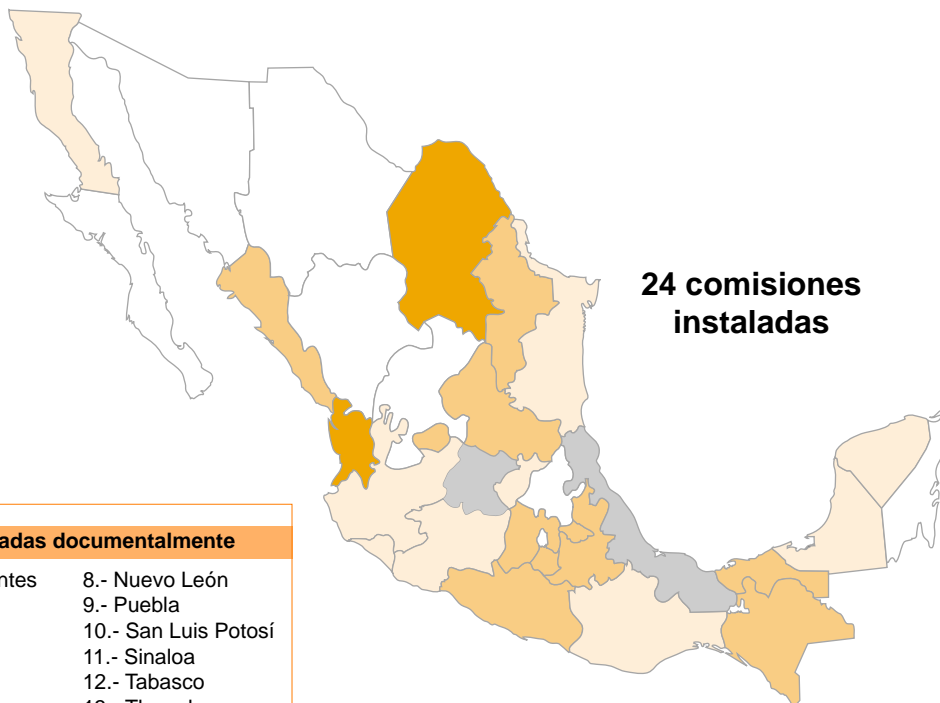 24 comisiones
instaladas
adas documentalmente
ntes
8.- Nuevo León
9.- Puebla
10.- San Luis Potosí
11.- Sinaloa
12.- Tabasco